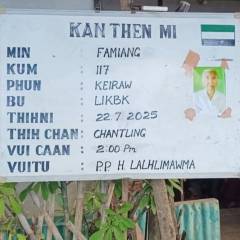 KAN THEN MI
MIN : FAMIANG
KUM : 117
PHUN : KEIRAW
BU : LIKBK
THIHNI : 22.7.2025
THIH CHAN: CHANTLING
VUI CAAN : 2:00 Pm
VUITU : P.P. H LALHLIMAWMA